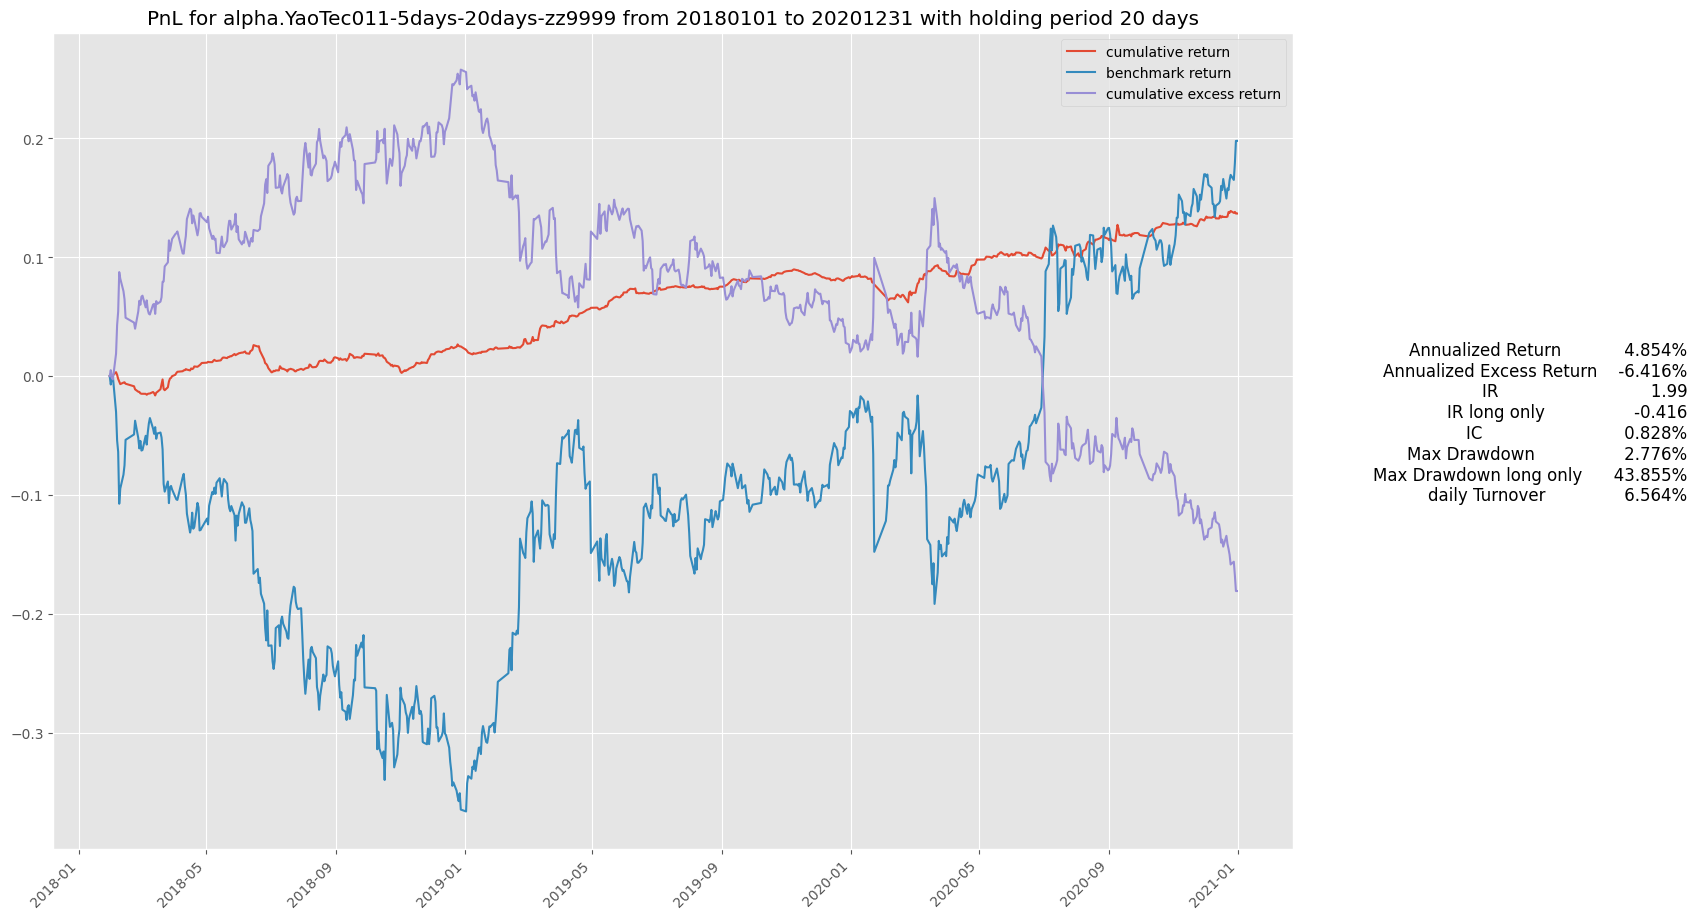 PnL for alpha.YaoTec011-5days-20days-zz9999 from 20180101 to 20201231 with holding period 20 days
cumulative return
benchmark return
cumulative excess return
0.2
0.1
0.0
−0.1
−0.2
−0.3
Annualized Return 4.854%
Annualized Excess Return -6.416%
IR 1.99
IR long only -0.416
IC 0.828%
Max Drawdown 2.776%
Max Drawdown long only 43.855%
daily Turnover 6.564%
2018-01 2018-05 2018-09 2019-01 2019-05 2019-09 2020-01 2020-05 2020-09 2021-01